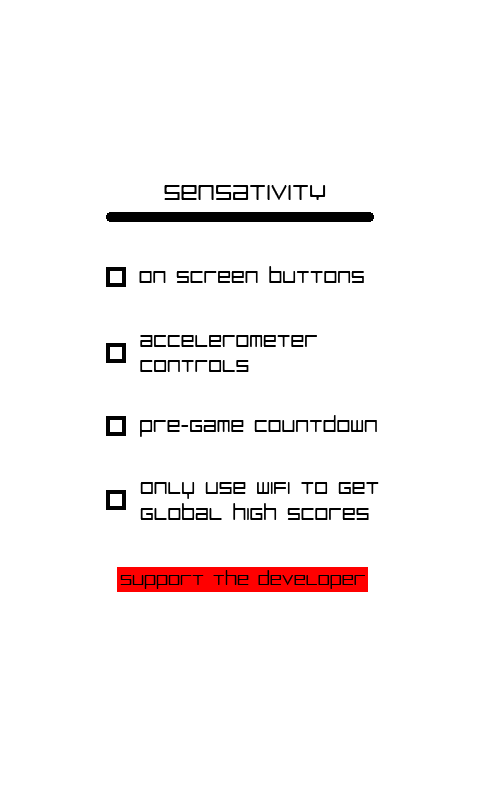 sensativity
on screen buttons
accelerometer
controls
pre-game countdown
only use wifi to get
global high scores
support the developer